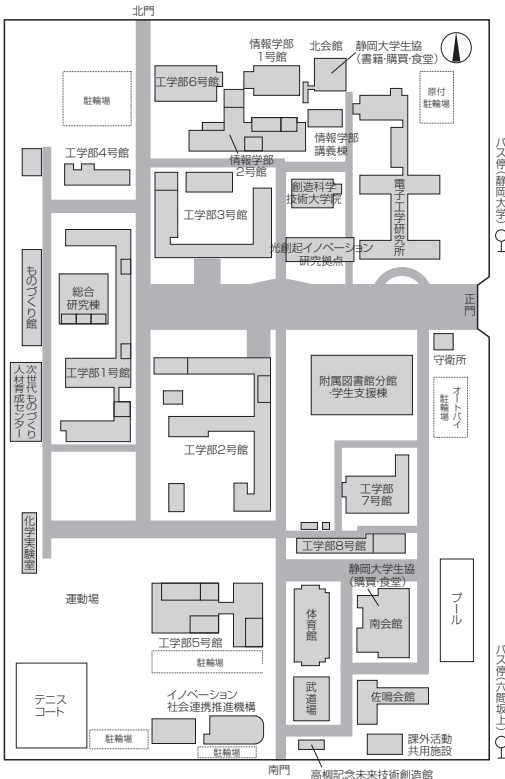 北門
情報学部
1号館
北会館
静岡大学生協
(書籍・購買・食堂)
駐輪場
工学部6号館
原付
駐輪場
工学部4号館
情報学部
2号館
情報学部
講義棟
バス停(静岡大学)
工学部3号館
創造科学
技術大学院
電子工学研究所
光創起イノベーション
研究拠点
ものづくり館
総合
研究棟
正門
守衛所
次世代ものづくり
人材育成センター
工学部1号館
附属図書館分館
・学生支援棟
オートバイ
駐輪場
工学部2号館
工学部
7号館
化学実験室
工学部8号館
静岡大学生協
(購買・食堂)
運動場
体育館
南会館
プール
工学部5号館
駐輪場
バス停(六間坂上)
テニス
コート
イノベーション
社会連携推進機構
武道場
佐鳴会館
駐輪場
駐輪場
課外活動
共用施設
南門
高柳記念未来技術創造館